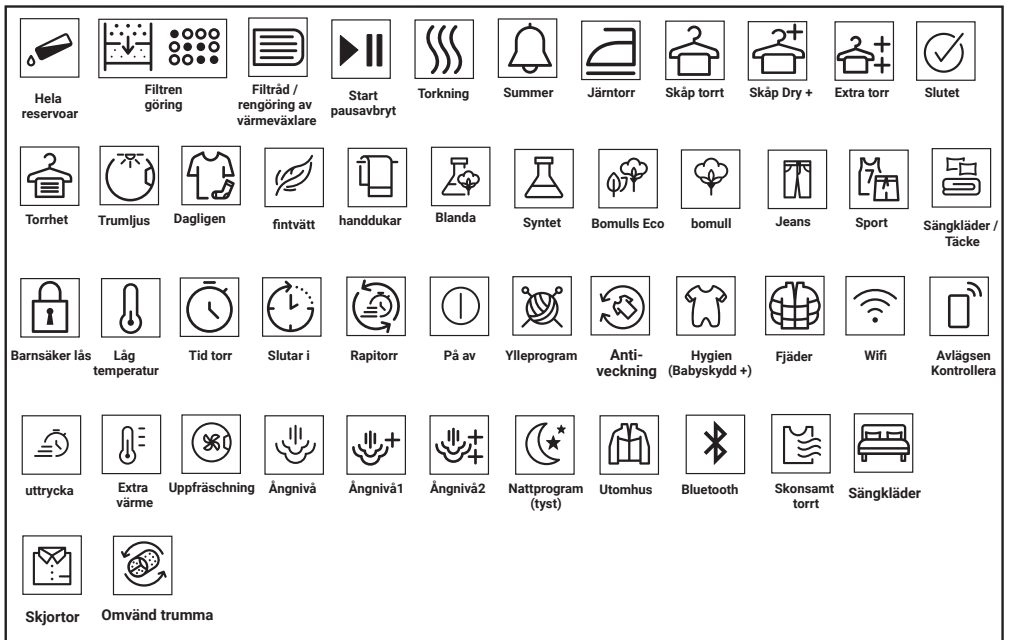 Hela
reservoar
Filtren
göring
Filtråd /
rengöring av
värmeväxlare
Start
pausavbryt
Torkning
Summer
Järntorr
Skåp torrt
Skåp Dry +
Extra torr
Slutet
Torrhet
Trumljus
Dagligen
fintvätt
handdukar
Blanda
Syntet
Bomulls Eco
bomull
Jeans
7
Sport
Sängkläder /
Täcke
Barnsäker lås
Låg
temperatur
Tid torr
Slutar i
Rapitorr
På av
Ylleprogram
Anti-
veckning
Hygien
(Babyskydd +)
Fjäder
Wifi
Avlägsen
Kontrollera
uttrycka
Extra
värme
Uppfräschning
Ångnivå
Ångnivå1
Ångnivå2
Nattprogram
(tyst)
Utomhus
Bluetooth
Skonsamt
torrt
Sängkläder
Skjortor
Omvänd trumma